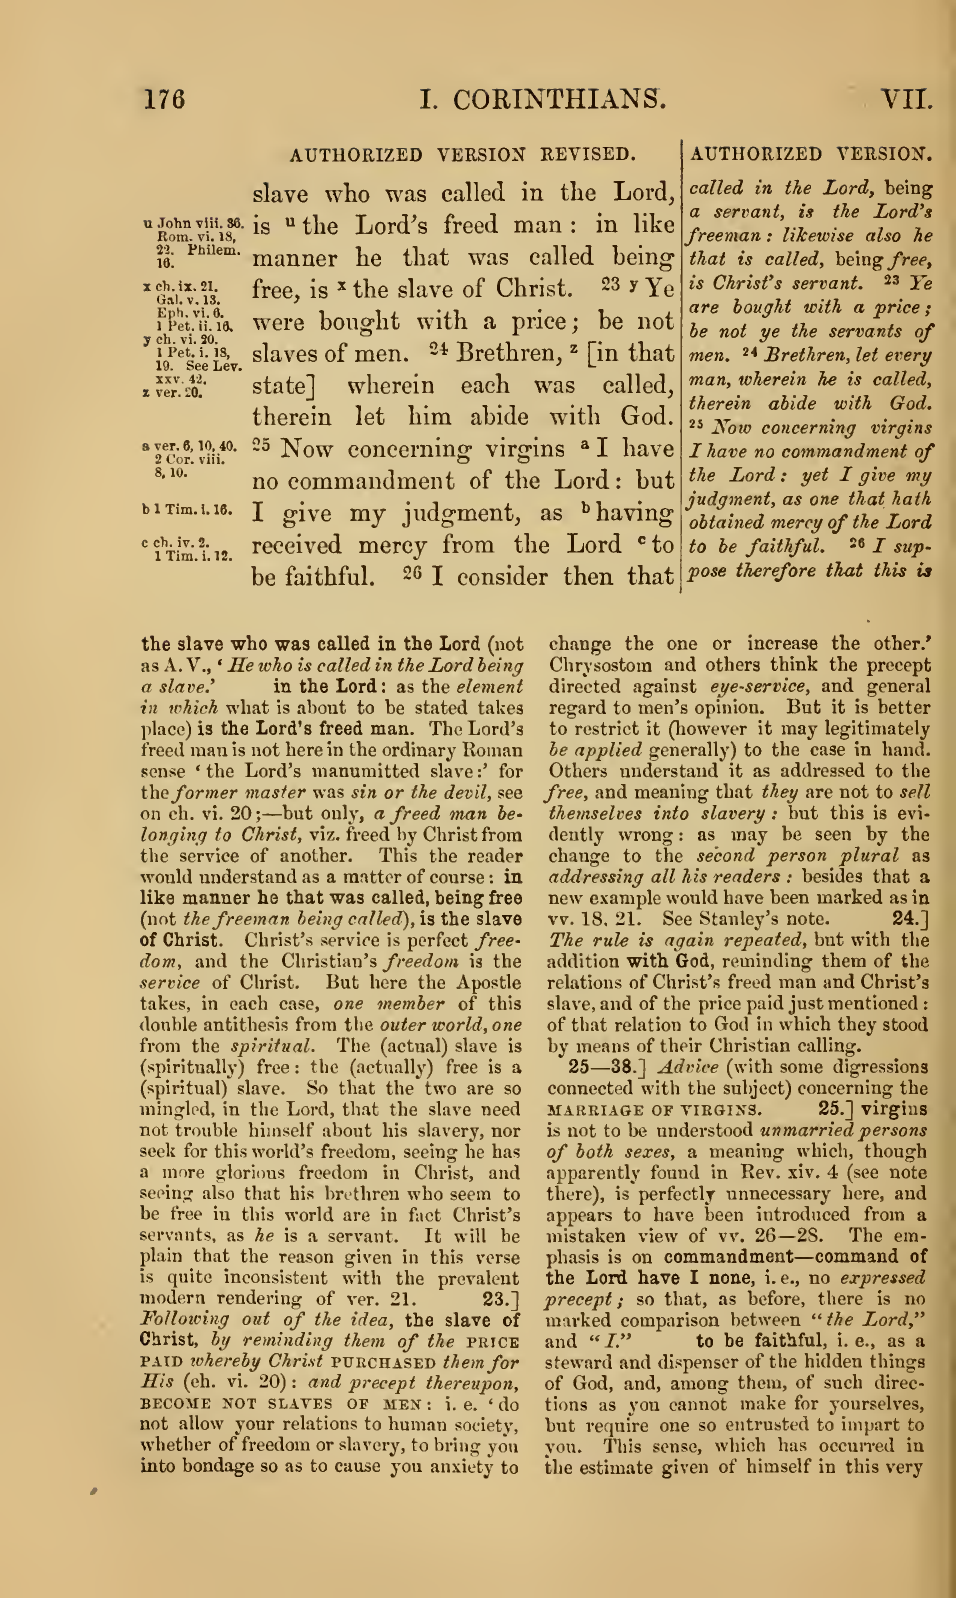 176
I. CORINTHIANS.
VII.
AUTHORIZED VERSION REVISED.
slave who was called in the Lord,
is u the Lord's freed man : in like
manner he that was called being
free, is x the slave of Christ. 23 y Ye
were bought with a price; be not
slaves of men. 24 Brethren, z [in that
state] wherein each was called,
therein let him abide with God.
25 Now concerning virgins a I have
no commandment of the Lord: but
I give my judgment, as b having
received mercy from the Lord c to
be faithful. 26 I consider then that
u John viii. 36.
Rom. vi. 18,
22. Philem.
16.
x ch. ix. 21.
Gal. v. 13.
Eph. vi. 6.
1 Pet. ii. 16.
y ch. vi. 20.
1 Pet. i. 18,
19. See Lev.
xxv. 42.
z ver. 20.
a ver. 6, 10, 40.
2 Cor. viii.
8, 10.
b 1 Tim. i. 16.
c ch. iv. 2.
1 Tim. i. 12.
AUTHORIZED VERSION.
called in the Lord, being
a servant, is the Lord's
freeman : likewise also he
that is called, being free,
is Christ's servant. 23 Ye
are bought with a price ;
be not ye the servants of
men. 24 Brethren, let every
man, wherein he is called,
therein abide with God.
25 Now concerning virgins
I have no commandment of
the Lord : yet I give my
judgment, as one that hath
obtained mercy of the Lord
to be faithful. 26 I sup-
pose therefore that this is
the slave who was called in the Lord (not
as A. V., ' He who is called in the Lord being
a slave.' in the Lord: as the element
in which what is about to be stated takes
place) is the Lord's freed man. The Lord's
freed man is not here in the ordinary Roman
sense ' the Lord's manumitted slave:' for
the former master was sin or the devil, see
on ch. vi. 20;—but only, a freed man be-
longing to Christ, viz. freed by Christ from
the service of another. This the reader
would understand as a matter of course: in
like manner he that was called, being free
(not the freeman being called), is the slave
of Christ. Christ's service is perfect free-
dom, and the Christian's freedom is the
service of Christ. But here the Apostle
takes, in each case, one member of this
double antithesis from the outer world, one
from the spiritual. The (actual) slave is
(spiritually) free: the (actually) free is a
(spiritual) slave. So that the two are so
mingled, in the Lord, that the slave need
not trouble himself about his slavery, nor
seek for this world's freedom, seeing he has
a more glorious freedom in Christ, and
seeing also that his brethren who seem to
be free in this world are in fact Christ's
servants, as he is a servant. It will be
plain that the reason given in this verse
is quite inconsistent with the prevalent
modern rendering of ver. 21. 23.]
Following out of the idea, the slave of
Christ, by reminding them of the PRICE
PAID whereby Christ PURCHASED them for
His (ch. vi. 20): and precept thereupon,
BECOME NOT SLAVES OF MEN: i. e. ' do
not allow your relations to human society,
whether of freedom or slavery, to bring you
into bondage so as to cause you anxiety to
change the one or increase the other.'
Chrysostom and others think the precept
directed against eye-service, and general
regard to men's opinion. But it is better
to restrict it (however it may legitimately
be applied generally) to the case in hand.
Others understand it as addressed to the
free, and meaning that they are not to sell
themselves into slavery : but this is evi-
dently wrong: as may be seen by the
change to the second person plural as
addressing all his readers : besides that a
new example would have been marked as in
vv. 18. 21. See Stanley's note. 24.]
The rule is again repeated, but with the
addition with God, reminding them of the
relations of Christ's freed man and Christ's
slave, and of the price paid just mentioned :
of that relation to God in which they stood
by means of their Christian calling.
25—38.] Advice (with some digressions
connected with the subject) concerning the
MARRIAGE OF VIRGINS. 25.] virgins
is not to be understood unmarried persons
of both sexes, a meaning which, though
apparently found in Rev. xiv. 4 (see note
there), is perfectly unnecessary here, and
appears to have been introduced from a
mistaken view of vv. 26—28. The em-
phasis is on commandment—command of
the Lord have I none, i. e., no expressed
precept; so that, as before, there is no
marked comparison between "the Lord,"
and "I." to be faithful, i. e., as a
steward and dispenser of the hidden things
of God, and, among them, of such direc-
tions as you cannot make for yourselves,
but require one so entrusted to impart to
you. This sense, which has occurred in
the estimate given of himself in this very